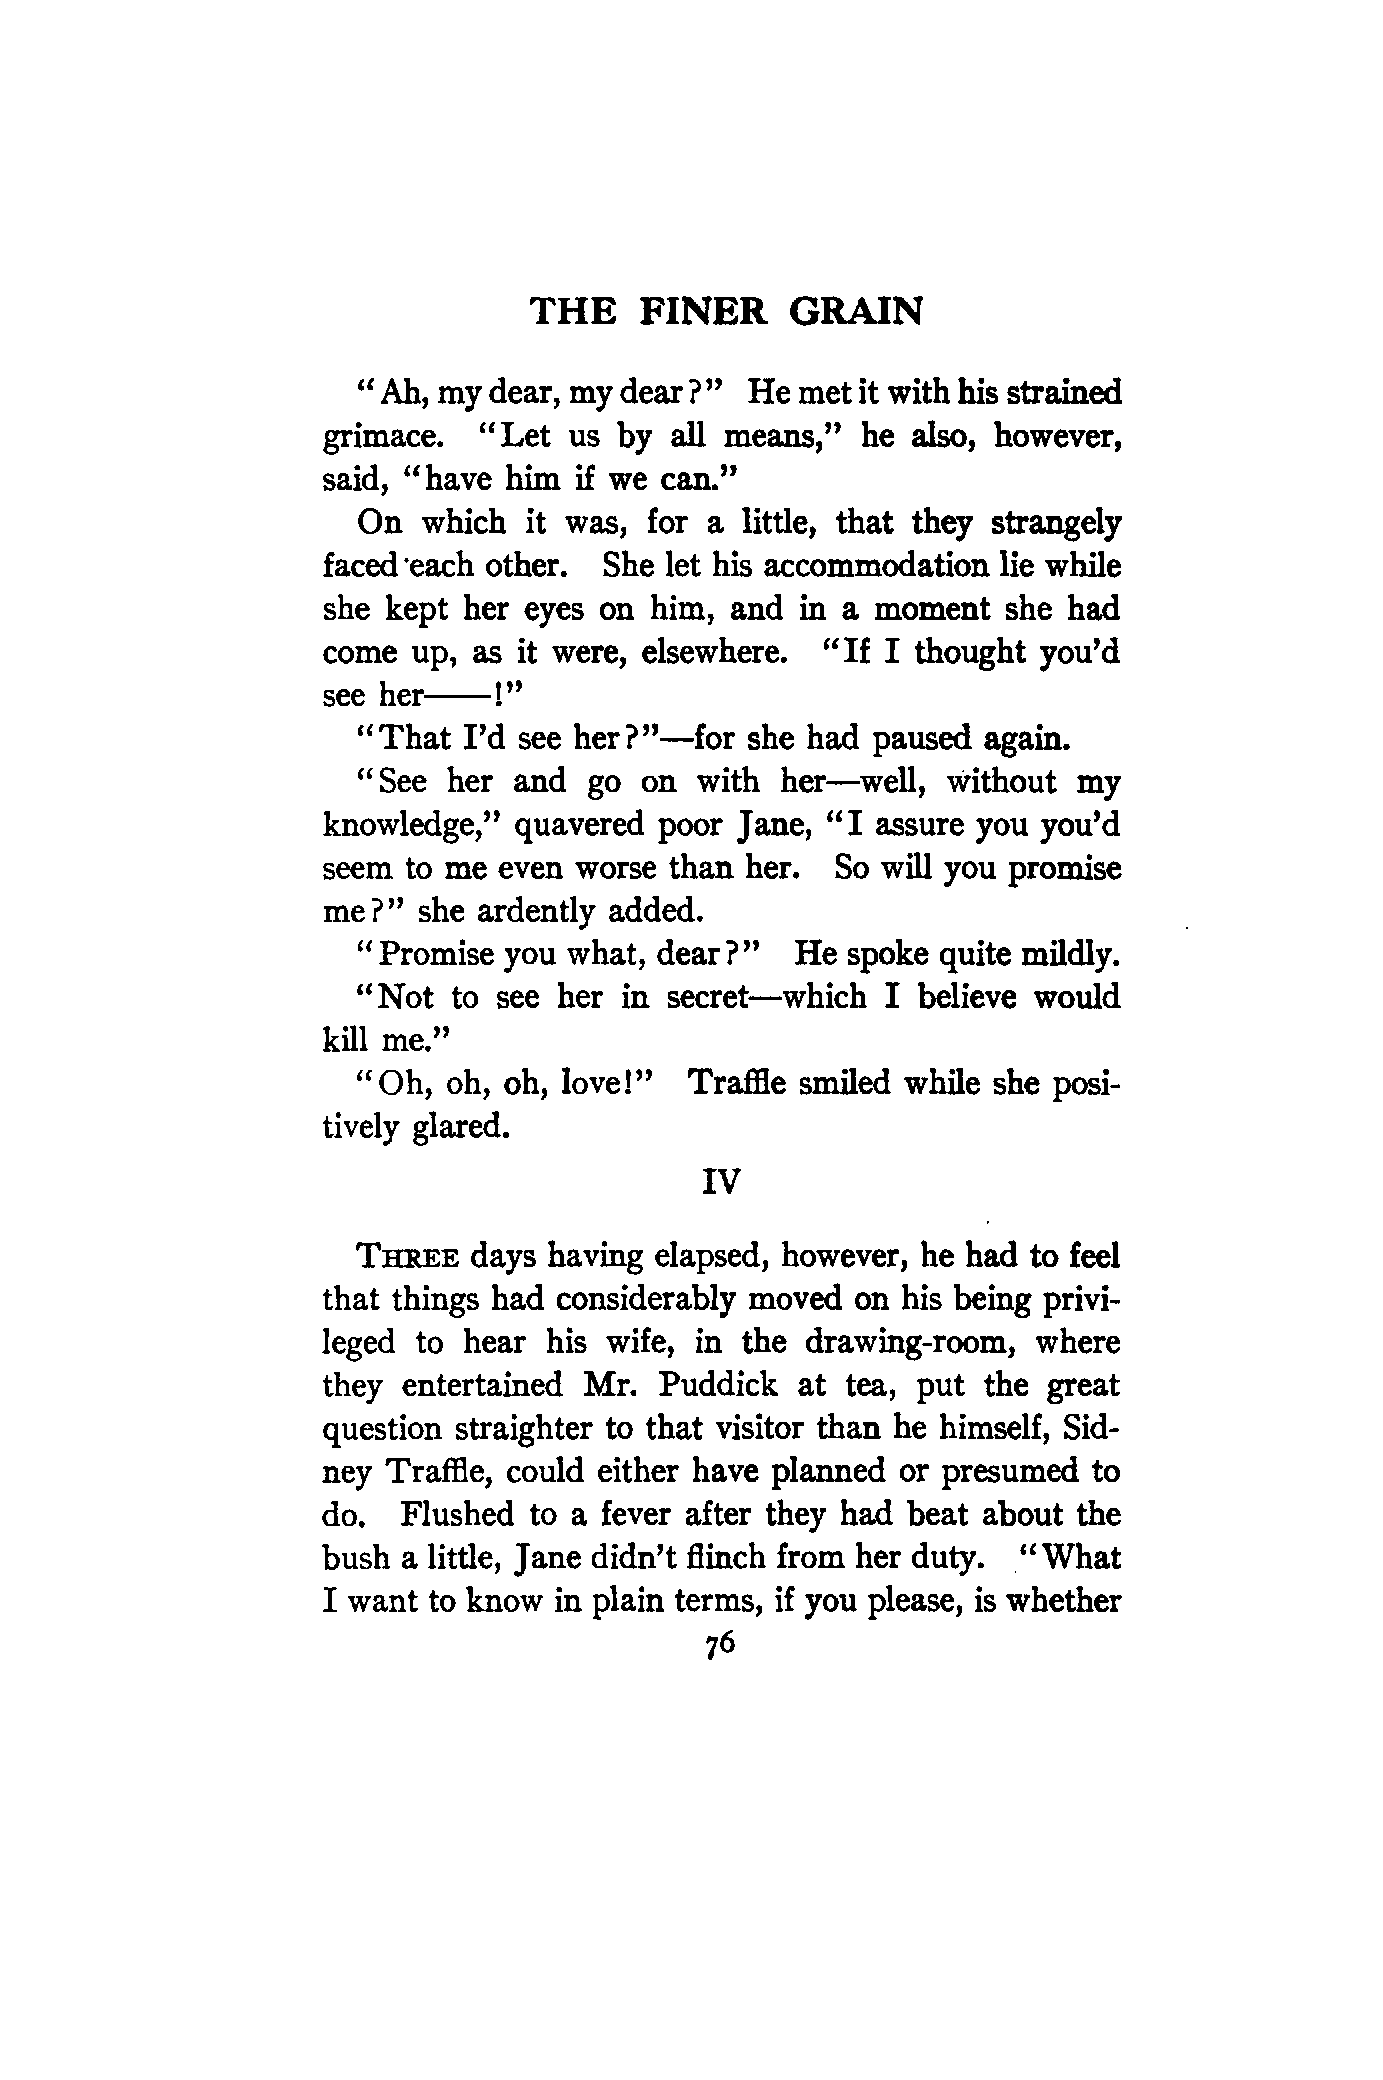 THE FINER GRAIN
"Ah, my dear, my dear?" He met it with his strained
grimace. "Let us by all means," he also, however,
said, "have him if we can."
On which it was, for a little, that they strangely
faced each other. She let his accommodation lie while
she kept her eyes on him, and in a moment she had
come up, as it were, elsewhere. "If I thought you'd
see her——!"
"That I'd see her?"—for she had paused again.
"See her and go on with her—well, without my
knowledge," quavered poor Jane, "I assure you you'd
seem to me even worse than her. So will you promise
me?" she ardently added.
"Promise you what, dear?" He spoke quite mildly.
"Not to see her in secret—which I believe would
kill me."
"Oh, oh, oh, love!" Traffle smiled while she posi-
tively glared.
IV
THREE days having elapsed, however, he had to feel
that things had considerably moved on his being privi-
leged to hear his wife, in the drawing-room, where
they entertained Mr. Puddick at tea, put the great
question straighter to that visitor than he himself, Sid-
ney Traffle, could either have planned or presumed to
do. Flushed to a fever after they had beat about the
bush a little, Jane didn't flinch from her duty. "What
I want to know in plain terms, if you please, is whether
76